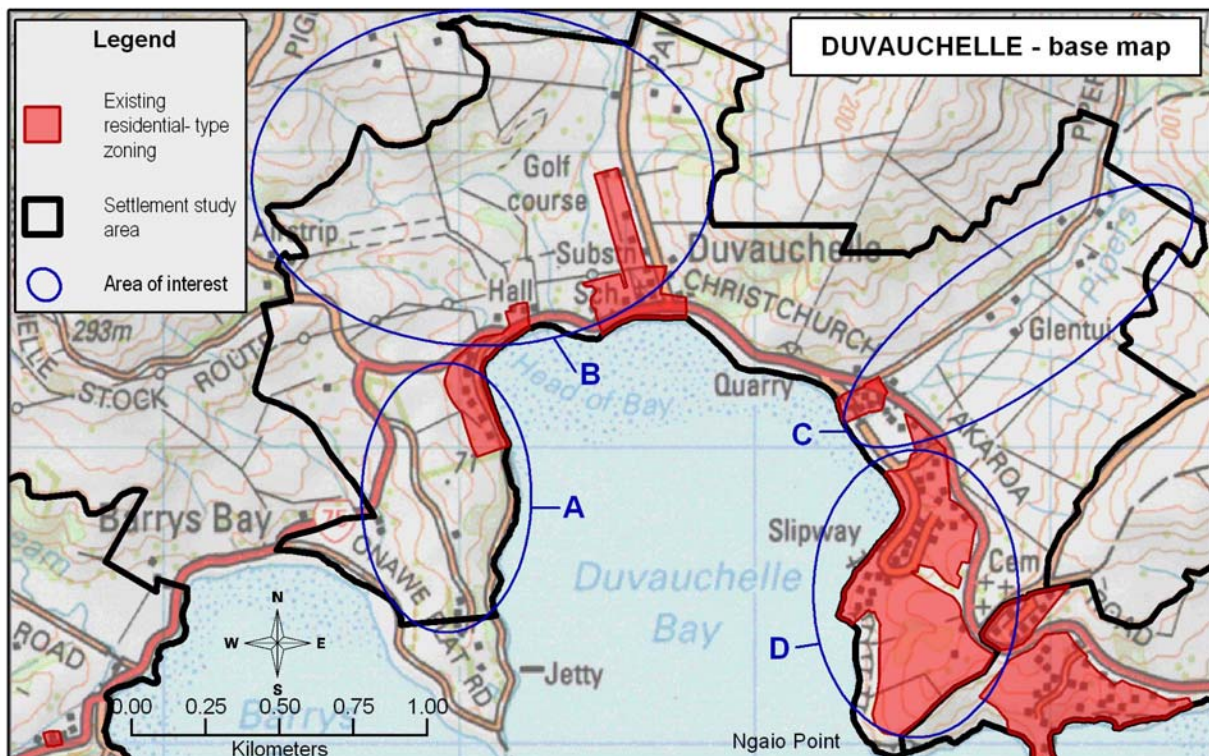 Legend
Existing
residential- type
zoning
Settlement study
area
Area of interest
DUVAUCHELLE - base map
200
100
Golf
course
Airstrip
Substn
Duvauchelle
Hall
Sch
CHRISTCHURCH
Pipers
Glentui
293m
STOCK ROUTE
B
Head of Bay
Quarry
C
AKAROA
71
A
Barrys Bay
75
Slipway
Duvauchelle
Bay
Cem
ROAD
ONAWE FLAT RD
D
ROAD
N
W E
S
Jetty
0.00 0.25 0.50 1.00
Kilometers
Barrys
Ngaio Point